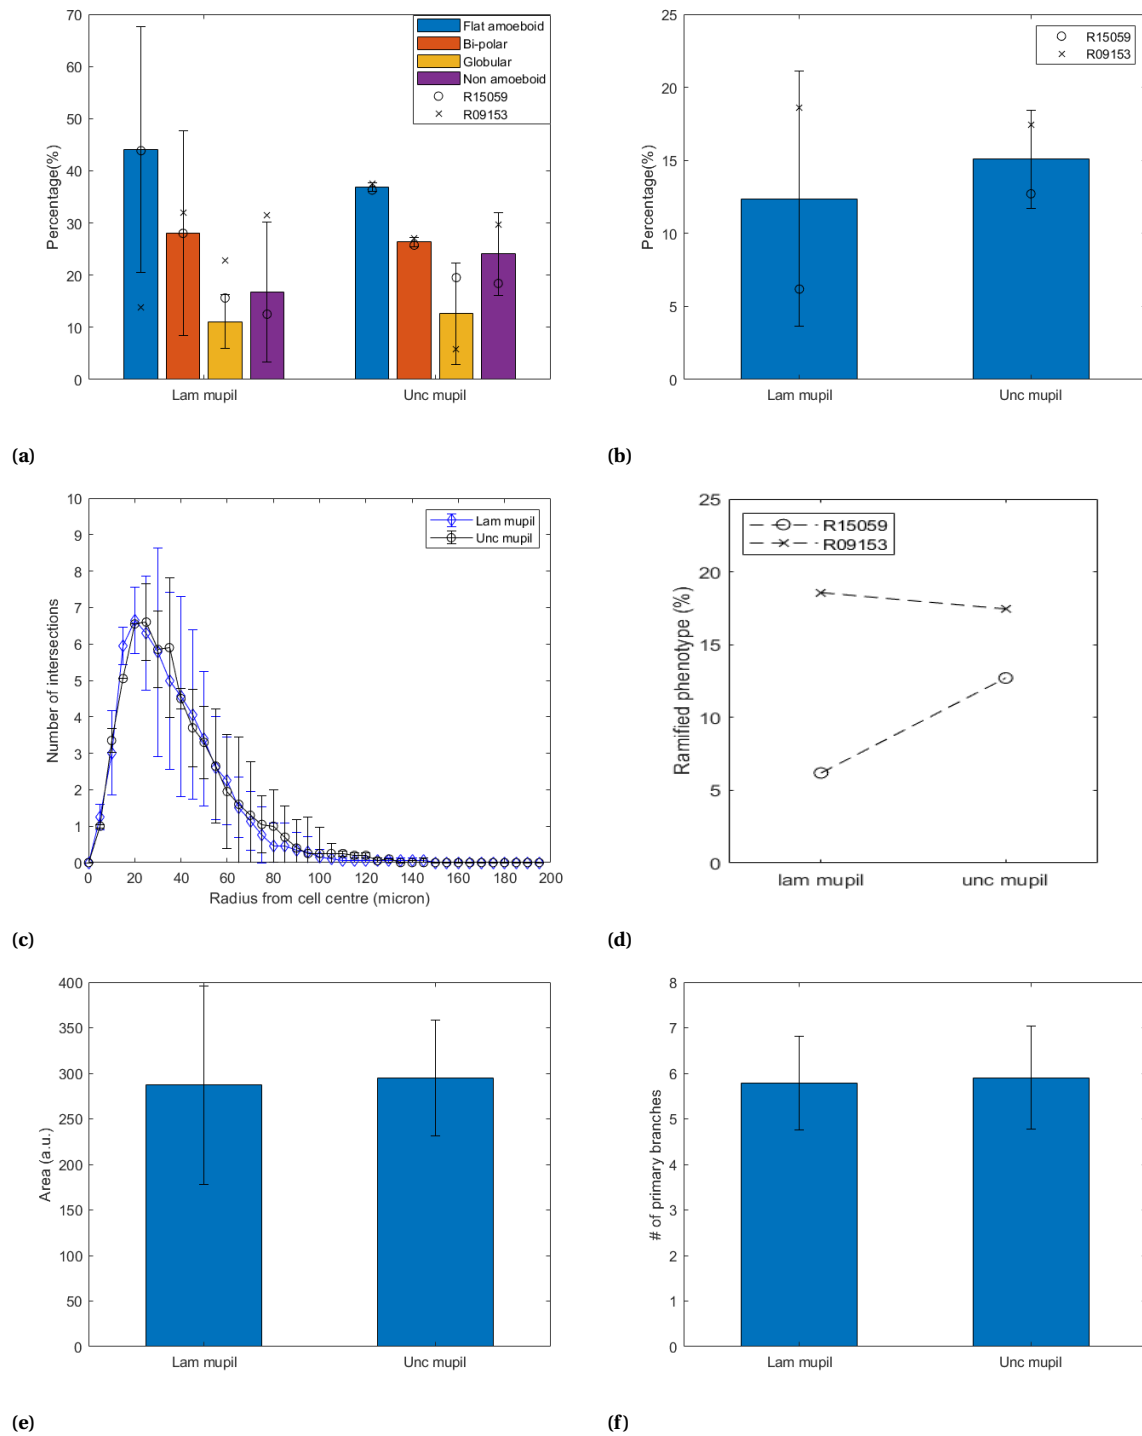 70
60
50
40
30
20
10
0
Percentage(%)
Flat amoeboid
Bi-polar
Globular
Non amoeboid
R15059
R09153
Lam mupil
Unc mupil
(a)
25
20
15
10
5
0
Percentage(%)
R15059
R09153
Lam mupil
Unc mupil
(b)
10
9
8
7
6
5
4
3
2
1
0
Number of intersections
Lam mupil
Unc mupil
0 20 40 60 80 100 120 140 160 180 200
Radius from cell centre (micron)
(c)
25
20
15
10
5
0
Ramified phenotype (%)
R15059
R09153
lam mupil
unc mupil
(d)
400
350
300
250
200
150
100
50
0
Area (a.u.)
Lam mupil
Unc mupil
(e)
8
7
6
5
4
3
2
1
0
# of primary branches
Lam mupil
Unc mupil
(f)